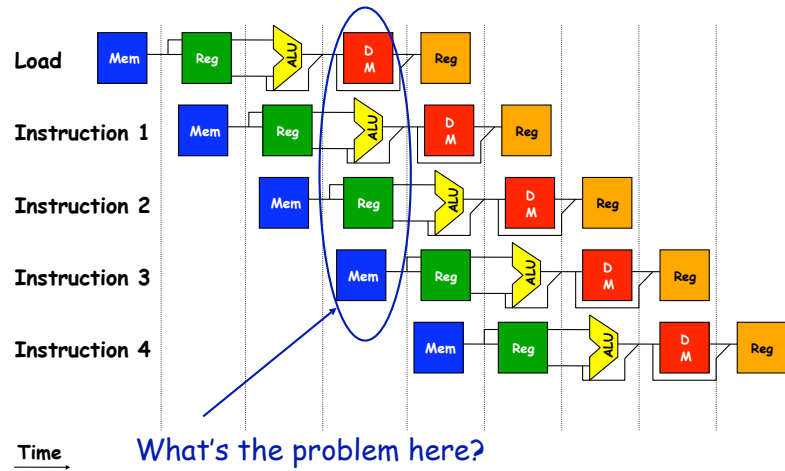 Load Mem Reg ALU D M Reg
Instruction 1 Mem Reg ALU D M Reg
Instruction 2 Mem Reg ALU D M Reg
Instruction 3 Mem Reg ALU D M Reg
Instruction 4 Mem Reg ALU D M Reg
Time What's the problem here?